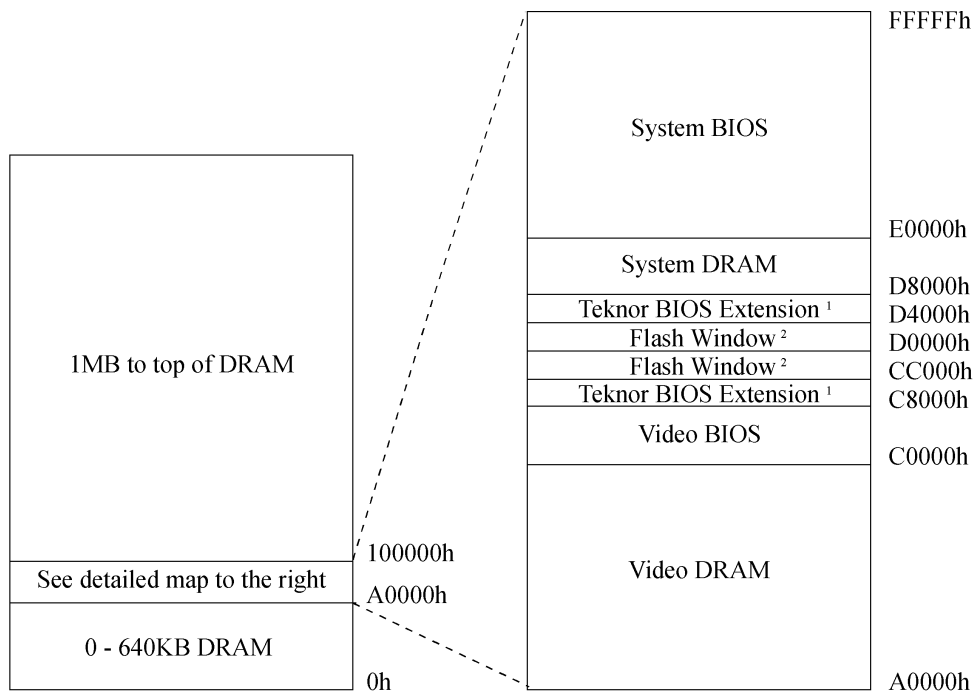 1MB to top of DRAM
100000h
See detailed map to the right
A0000h
0 - 640KB DRAM
0h
FFFFFh
System BIOS
E0000h
System DRAM
D8000h
Teknor BIOS Extension ¹
D4000h
Flash Window ²
D0000h
Flash Window ²
CC000h
Teknor BIOS Extension ¹
C8000h
Video BIOS
C0000h
Video DRAM
A0000h